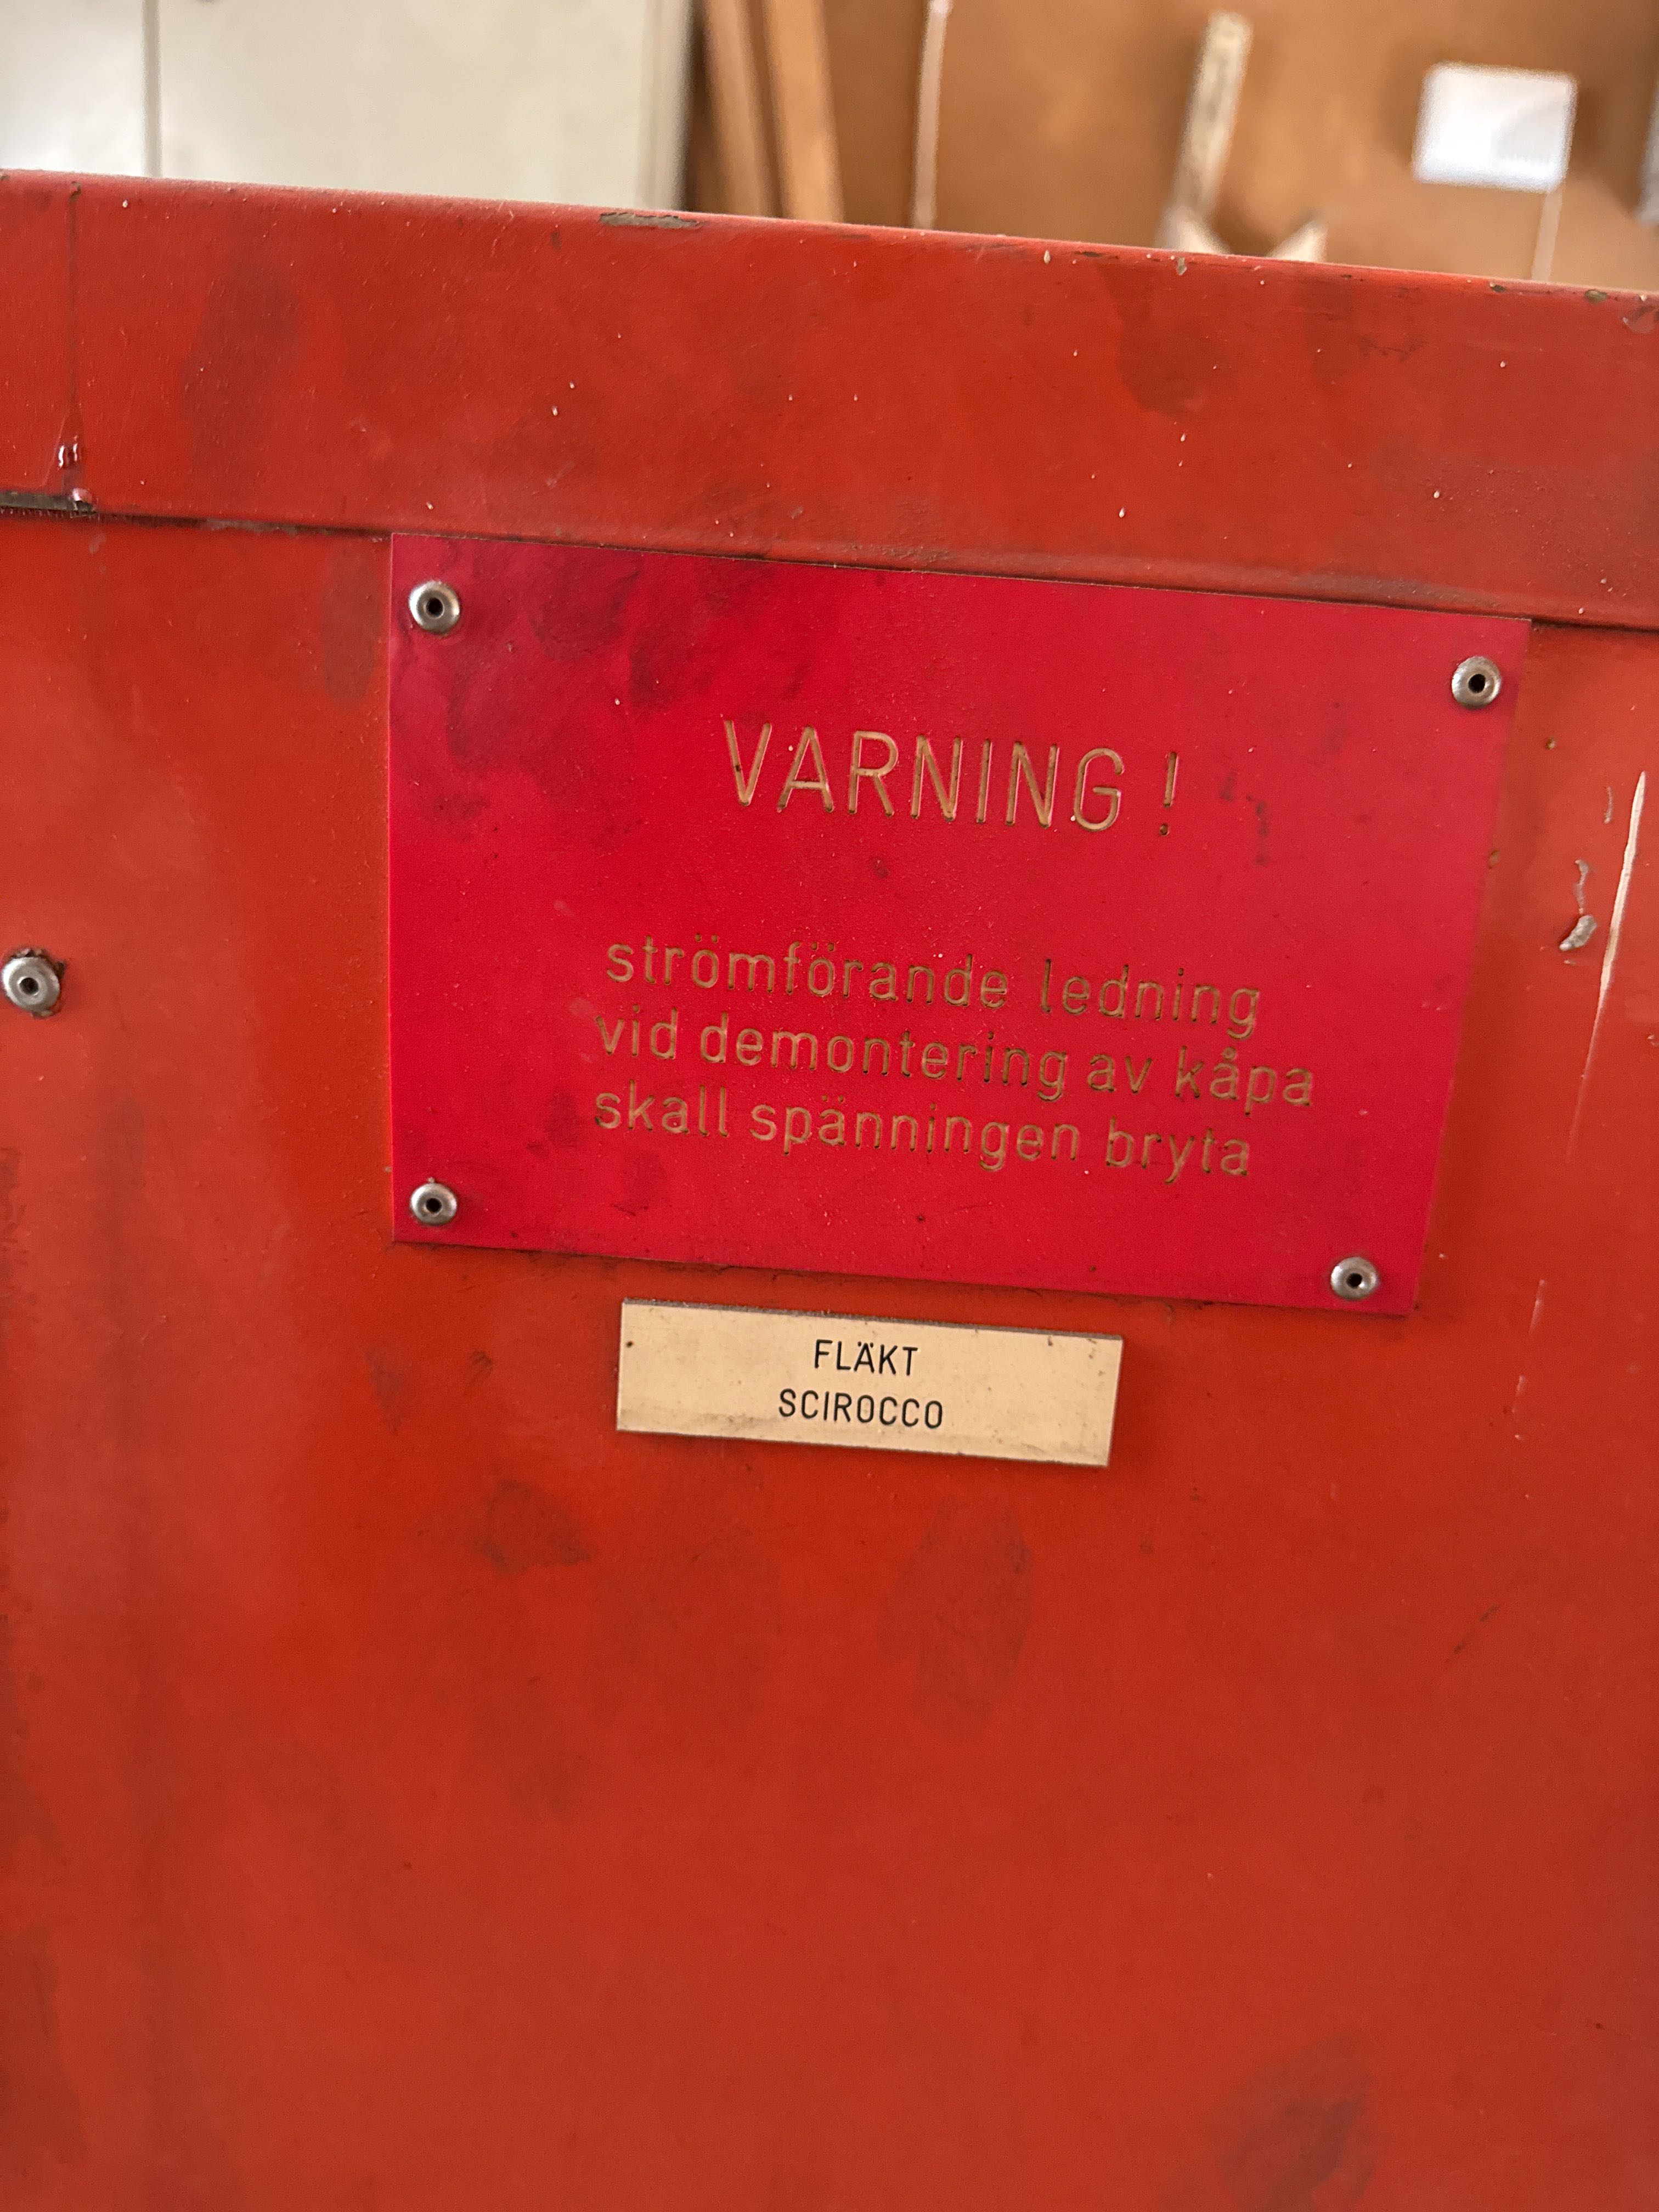 VARNING !
strömförande ledning
vid demontering av kåpa
skall spänningen bryta
FLÄKT
SCIROCCO